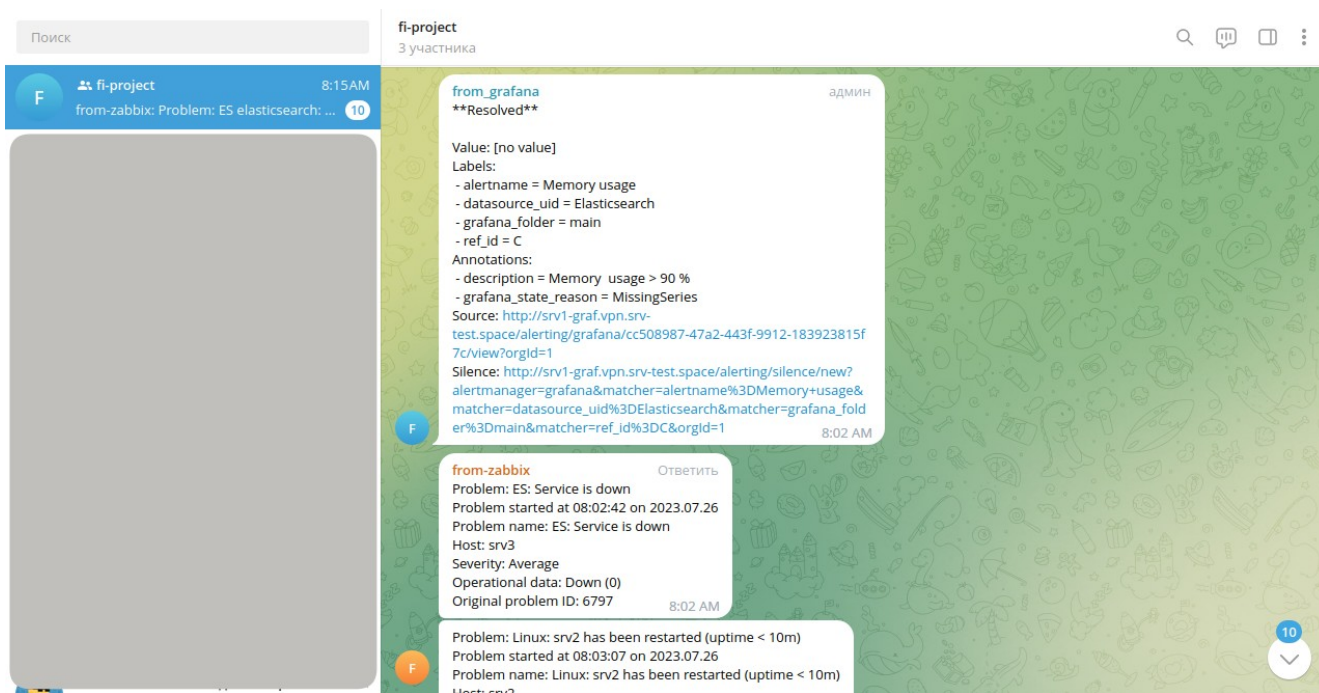 Поиск
fi-project
8:15AM
from-zabbix: Problem: ES elasticsearch: ...
10
F
fi-project
3 участника
from_grafana
админ
**Resolved**
Value: [no value]
Labels:
- alertname = Memory usage
- datasource_uid = Elasticsearch
- grafana_folder = main
- ref_id = C
Annotations:
- description = Memory  usage > 90 %
- grafana_state_reason = MissingSeries
Source: http://srv1-graf.vpn.srv-
test.space/alerting/grafana/cc508987-47a2-443f-9912-183923815f
7c/view?orgId=1
Silence: http://srv1-graf.vpn.srv-test.space/alerting/silence/new?
alertmanager=grafana&matcher=alertname%3DMemory+usage&
matcher=datasource_uid%3DElasticsearch&matcher=grafana_fold
er%3Dmain&matcher=ref_id%3DC&orgId=1
8:02 AM
F
from-zabbix
Ответить
Problem: ES: Service is down
Problem started at 08:02:42 on 2023.07.26
Problem name: ES: Service is down
Host: srv3
Severity: Average
Operational data: Down (0)
Original problem ID: 6797
8:02 AM
Problem: Linux: srv2 has been restarted (uptime < 10m)
Problem started at 08:03:07 on 2023.07.26
Problem name: Linux: srv2 has been restarted (uptime < 10m)
F
10